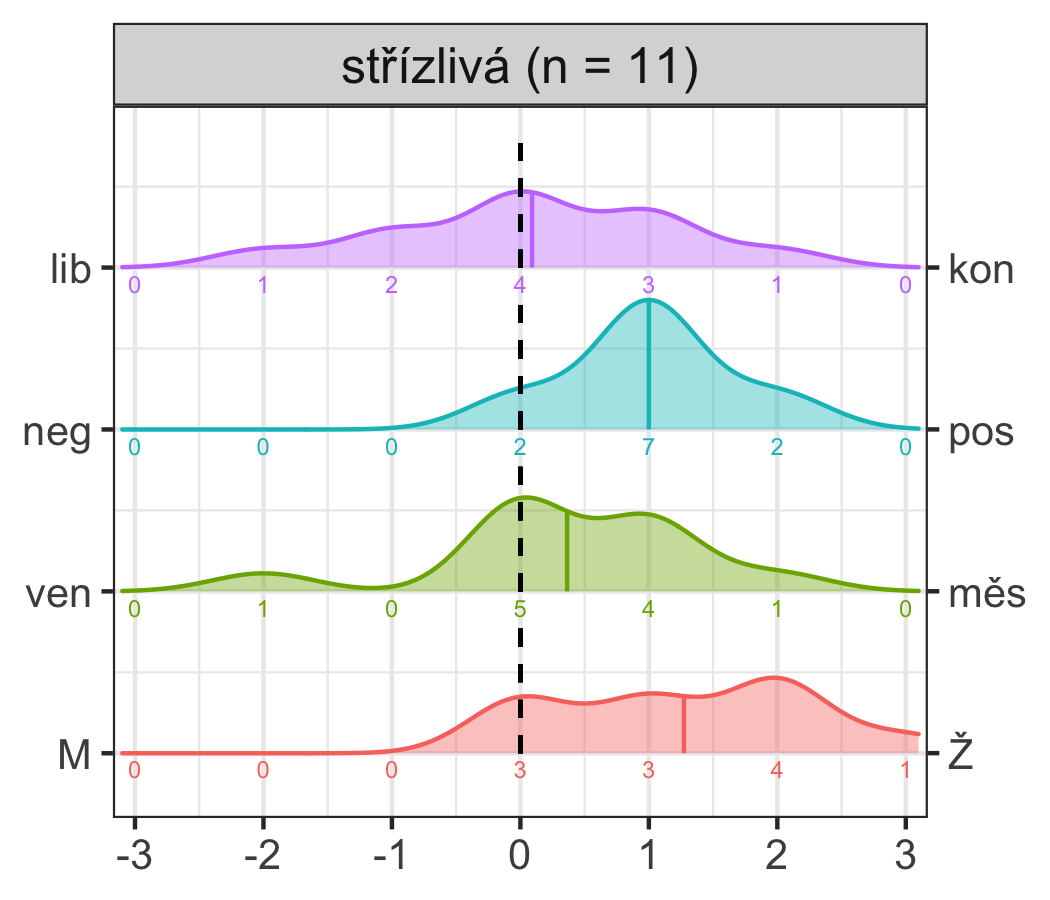 střízlivá (n = 11)
lib kon
0 1 2 4 3 1 0
neg pos
0 0 0 2 7 2 0
ven měs
0 1 0 5 4 1 0
M Ž
0 0 0 3 3 4 1
-3 -2 -1 0 1 2 3